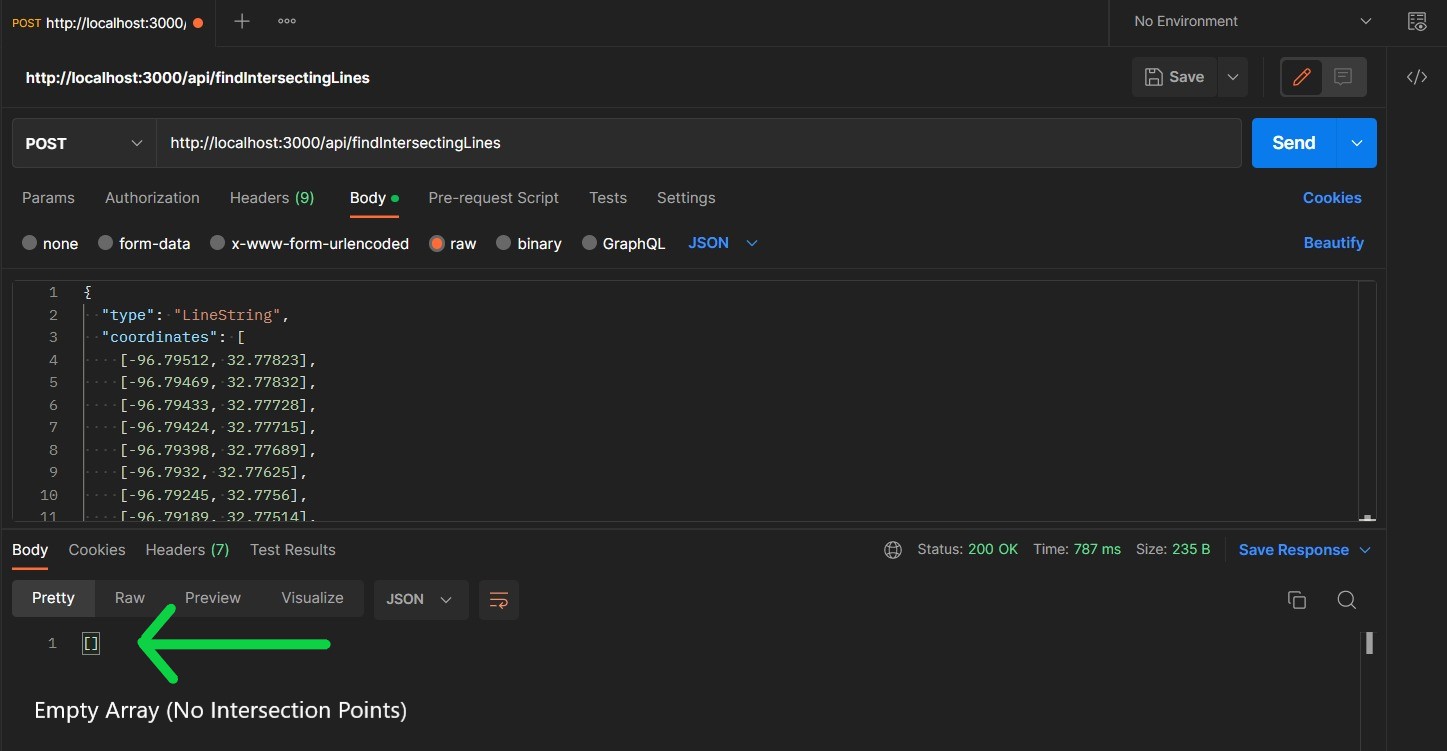 POST http://localhost:3000/
No Environment
http://localhost:3000/api/findIntersectingLines
Save
POST
http://localhost:3000/api/findIntersectingLines
Send
Params Authorization Headers (9) Body Pre-request Script Tests Settings Cookies
none form-data x-www-form-urlencoded raw binary GraphQL JSON Beautify
1 {
2 "type": "LineString",
3 "coordinates": [
4 [-96.79512, 32.77823],
5 [-96.79469, 32.77832],
6 [-96.79433, 32.77728],
7 [-96.79424, 32.77715],
8 [-96.79398, 32.77689],
9 [-96.7932, 32.77625],
10 [-96.79245, 32.7756],
11 [-96.79189, 32.77514],
Body Cookies Headers (7) Test Results Status: 200 OK Time: 787 ms Size: 235 B Save Response
Pretty Raw Preview Visualize JSON
1 []
Empty Array (No Intersection Points)